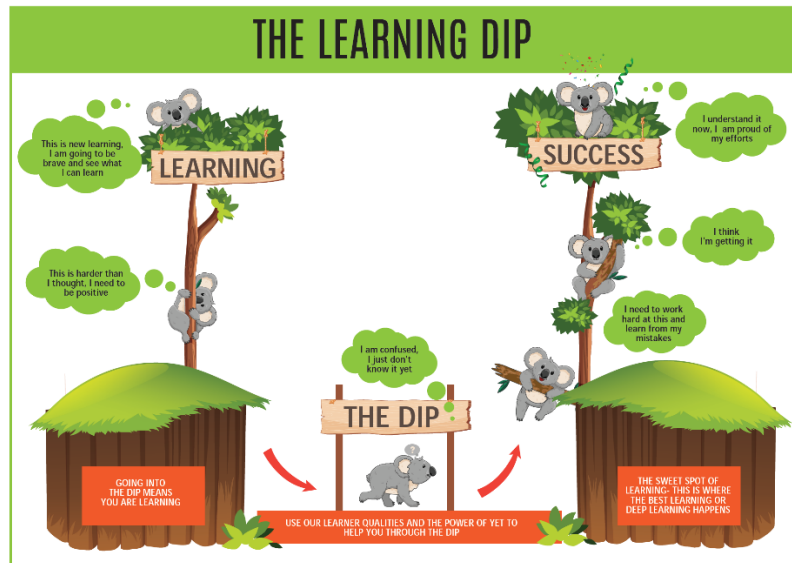 THE LEARNING DIP
This is new learning,
I am going to be
brave and see what
I can learn
LEARNING
This is harder than
I thought, I need to
be positive
I am confused,
I just don't
know it yet
THE DIP
?
I understand it
now, I am proud of
my efforts
SUCCESS
I think
I'm getting it
I need to work
hard at this and
learn from my
mistakes
GOING INTO
THE DIP MEANS
YOU ARE LEARNING
USE OUR LEARNER QUALITIES AND THE POWER OF YET TO
HELP YOU THROUGH THE DIP
THE SWEET SPOT OF
LEARNING- THIS IS WHERE
THE BEST LEARNING OR
DEEP LEARNING HAPPENS